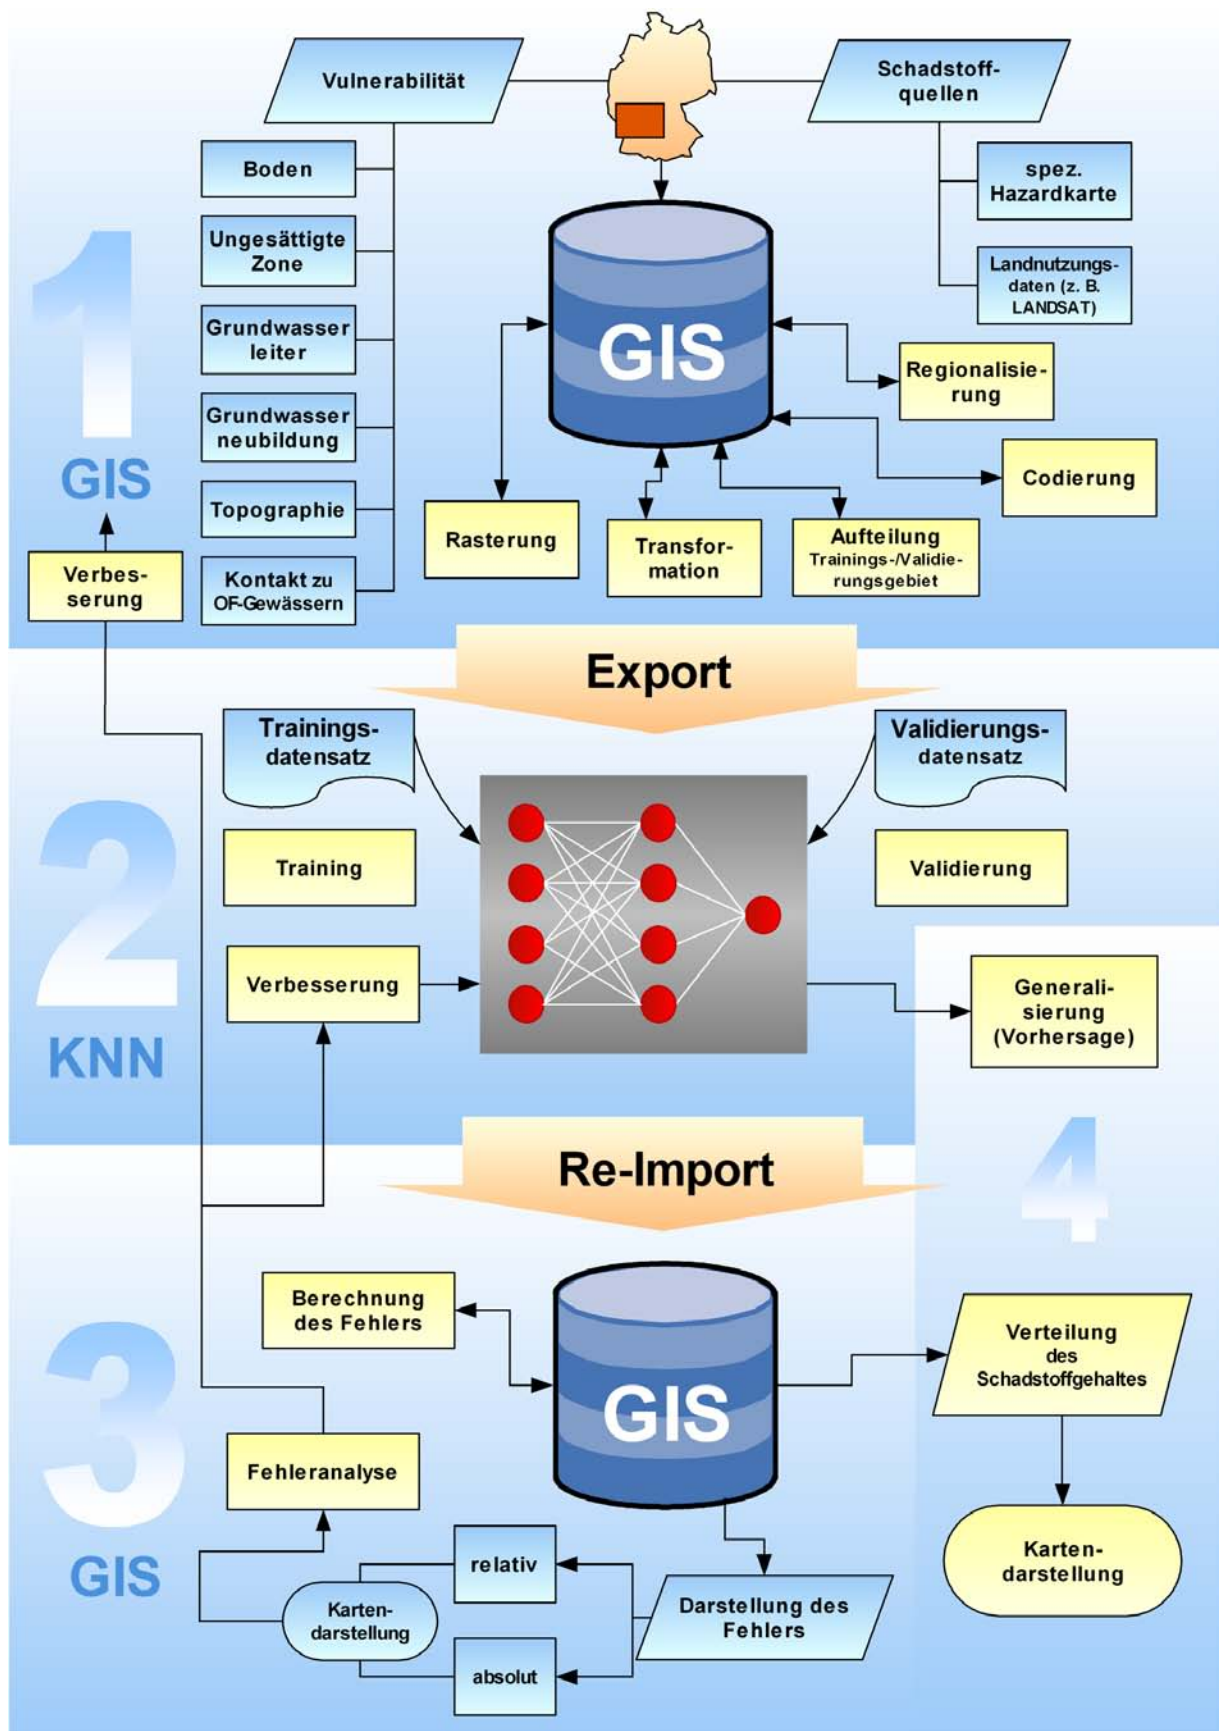 Vulnerabilität
Schadstoff-
quellen
Boden
Ungesättigte
Zone
Grundwasser
leiter
Grundwasser
neubildung
Topographie
Kontakt zu
OF-Gewässern
spez.
Hazardkarte
Landnutzungs-
daten (z. B.
LANDSAT)
1
GIS
GIS
Regionalisie-
rung
Codierung
Rasterung
Transfor-
mation
Aufteilung
Trainings-/Validie-
rungsgebiet
Verbes-
serung
Export
Trainings-
datensatz
Validierungs-
datensatz
Training
Validierung
2
KNN
Verbesserung
Generali-
sierung
(Vorhersage)
Re-Import
4
Berechnung
des Fehlers
3
GIS
GIS
Verteilung
des
Schadstoffgehaltes
Fehleranalyse
relativ
Karten-
darstellung
absolut
Darstellung des
Fehlers
Karten-
darstellung